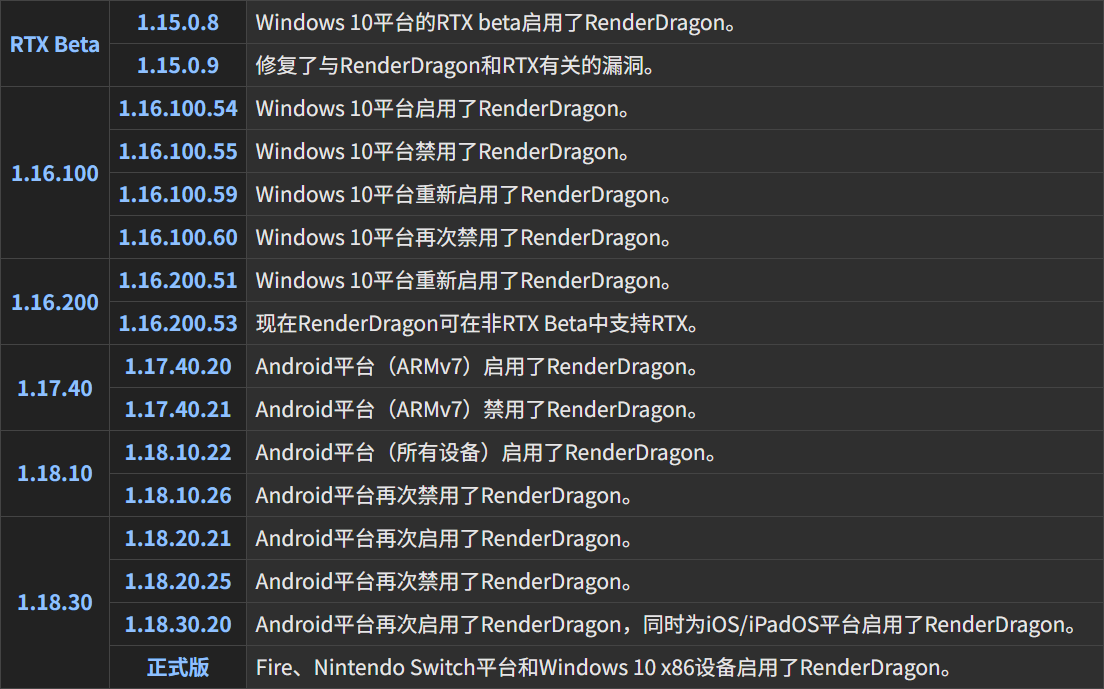 RTX Beta
1.15.0.8 Windows 10平台的RTX beta启用了RenderDragon。
1.15.0.9 修复了与RenderDragon和RTX有关的漏洞。
1.16.100
1.16.100.54 Windows 10平台启用了RenderDragon。
1.16.100.55 Windows 10平台禁用了RenderDragon。
1.16.100.59 Windows 10平台重新启用了RenderDragon。
1.16.100.60 Windows 10平台再次禁用了RenderDragon。
1.16.200
1.16.200.51 Windows 10平台重新启用了RenderDragon。
1.16.200.53 现在RenderDragon可在非RTX Beta中支持RTX。
1.17.40
1.17.40.20 Android平台（ARMv7）启用了RenderDragon。
1.17.40.21 Android平台（ARMv7）禁用了RenderDragon。
1.18.10
1.18.10.22 Android平台（所有设备）启用了RenderDragon。
1.18.10.26 Android平台再次禁用了RenderDragon。
1.18.30
1.18.20.21 Android平台再次启用了RenderDragon。
1.18.20.25 Android平台再次禁用了RenderDragon。
1.18.30.20 Android平台再次启用了RenderDragon，同时为iOS/iPadOS平台启用了RenderDragon。
正式版 Fire、Nintendo Switch平台和Windows 10 x86设备启用了RenderDragon。